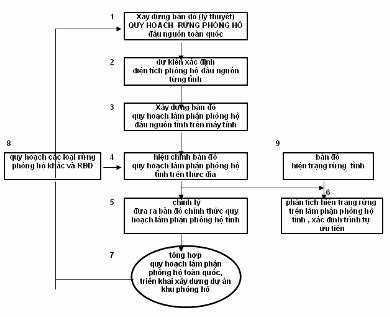 1
Xây dựng bản đồ (lý thuyết)
QUY HOẠCH RỪNG PHÒNG HỘ
đầu nguồn toàn quốc
2
dự kiến xác định
diện tích phòng hộ đầu nguồn
từng tỉnh
3
Xây dựng bản đồ
quy hoạch lâm phận phòng hộ
đầu nguồn tỉnh trên máy tính
8
quy hoạch các loại rừng
phòng hộ khác và RĐD
4
hiệu chỉnh bản đồ
quy hoạch lâm phận phòng hộ
tỉnh trên thực địa
9
bản đồ
hiện trạng rừng tỉnh
5
chỉnh lý
đưa ra bản đồ chính thức quy
hoạch lâm phận phòng hộ tỉnh
6
phân tích hiện trạng rừng
trên lâm phận phòng hộ
tỉnh , xác định trình tự
ưu tiên
7
tổng hợp
quy hoạch lâm phận
phòng hộ toàn quốc,
triển khai xây dựng dự án
khu phòng hộ